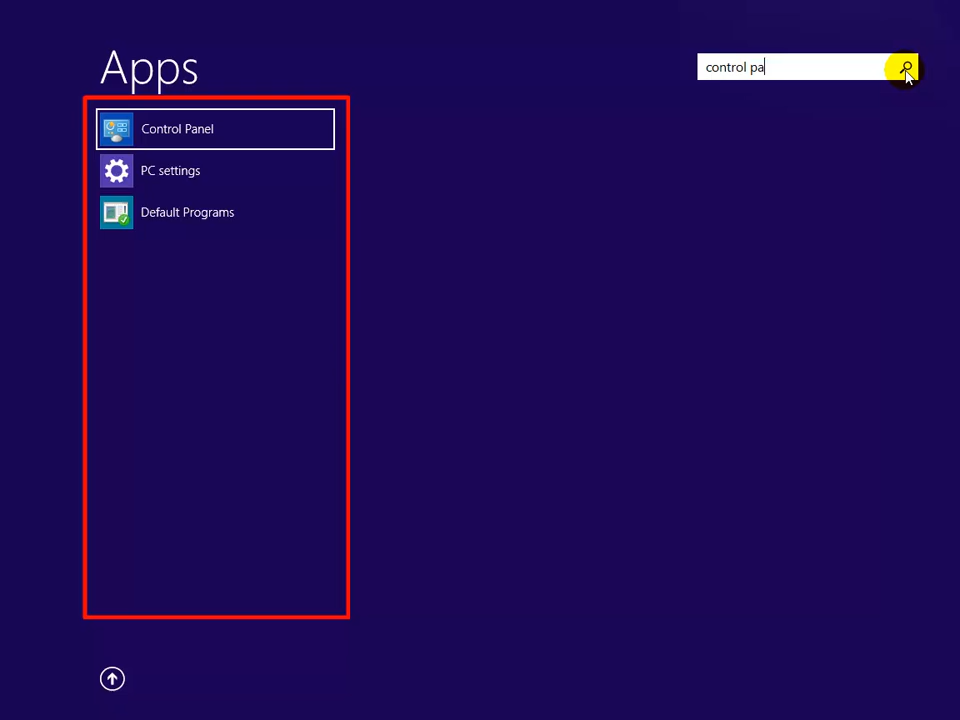 Apps
control pa
Control Panel
PC settings
Default Programs